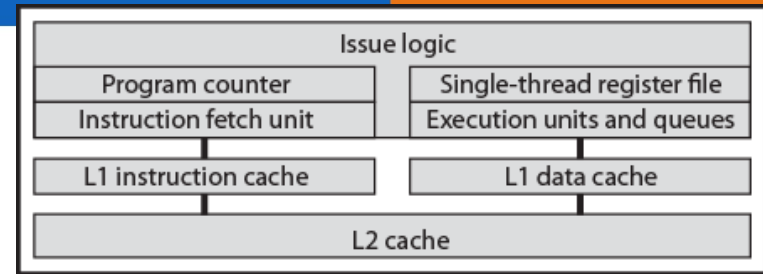 Issue logic
Program counter
Single-thread register file
Instruction fetch unit
Execution units and queues
L1 instruction cache
L1 data cache
L2 cache